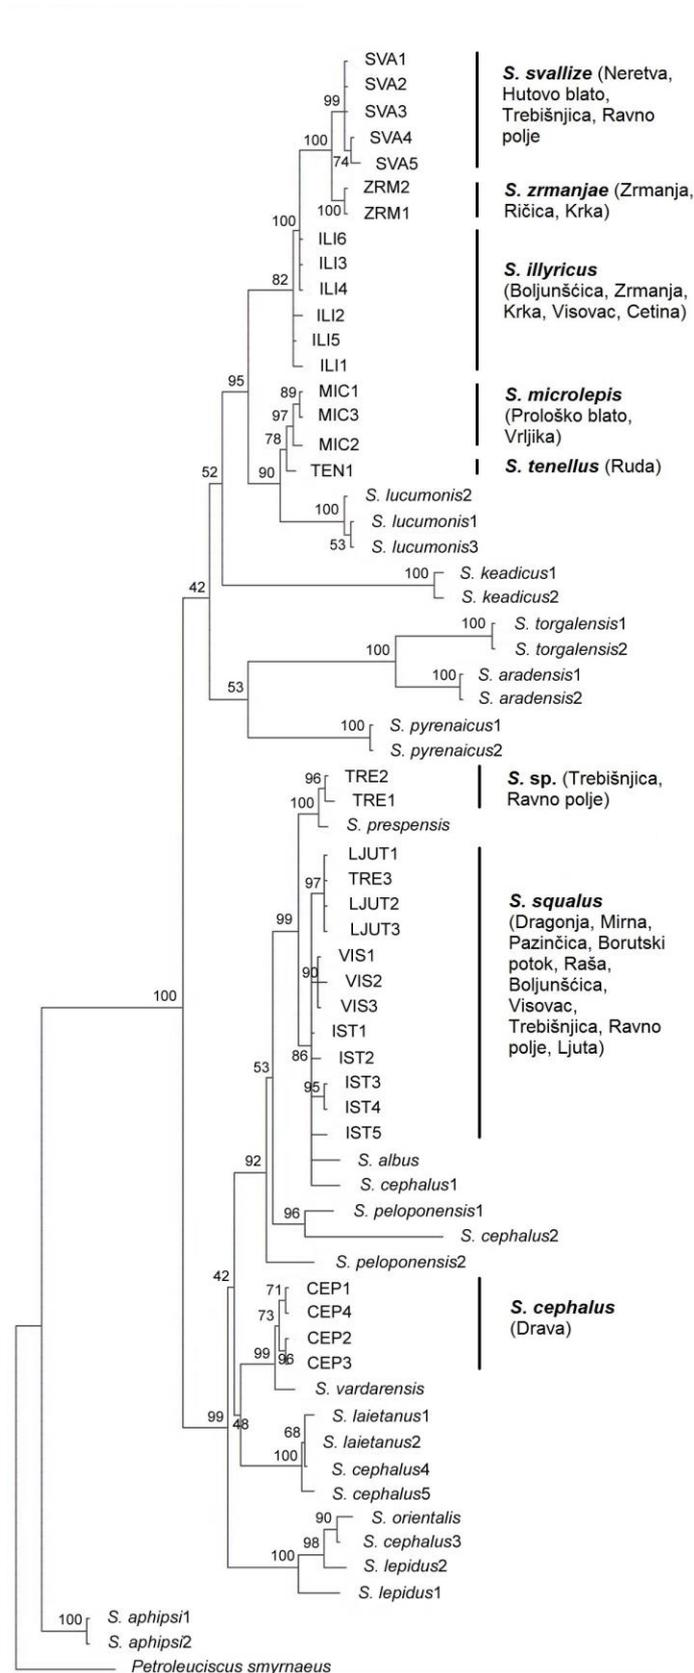 SVA1
SVA2
99
SVA3
100
SVA4
74
SVA5
S. svallize (Neretva,
Hutovo blato,
Trebišnjica, Ravno
polje
ZRM2
100
ZRM1
S. zrmanjae (Zrmanja,
Ričica, Krka)
100
ILI6
ILI3
82
ILI4
ILI2
ILI5
ILI1
S. illyricus
(Boljunšćica, Zrmanja,
Krka, Visovac, Cetina)
95
89
MIC1
97
MIC3
78
MIC2
S. microlepis
(Prološko blato,
Vrljika)
52
90
TEN1
S. tenellus (Ruda)
S. lucumonis2
100
S. lucumonis1
53
S. lucumonis3
100
S. keadicus1
42
S. keadicus2
100
S. torgalensis1
100
S. torgalensis2
100
S. aradensis1
53
S. aradensis2
100
S. pyrenaicus1
S. pyrenaicus2
96
TRE2
100
TRE1
S. sp. (Trebišnjica,
Ravno polje)
S. prespensis
LJUT1
97
TRE3
LJUT2
99
LJUT3
VIS1
90
VIS2
100
VIS3
IST1
86
IST2
53
95
IST3
IST4
IST5
S. squalus
(Dragonja, Mirna,
Pazinčica, Borutski
potok, Raša,
Boljunšćica,
Visovac,
Trebišnjica, Ravno
polje, Ljuta)
92
S. albus
S. cephalus1
96
S. peloponensis1
S. cephalus2
S. peloponensis2
42
71
CEP1
73
CEP4
CEP2
99
96
CEP3
S. cephalus
(Drava)
S. vardarensis
99
48
S. laietanus1
68
S. laietanus2
100
S. cephalus4
S. cephalus5
90
S. orientalis
98
S. cephalus3
100
S. lepidus2
S. lepidus1
100
S. aphipsi1
S. aphipsi2
Petroleuciscus smyrnaeus